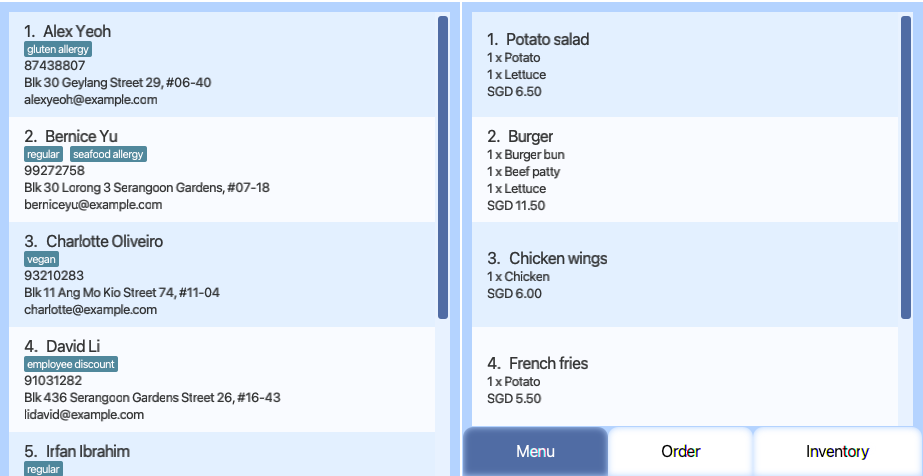 1. Alex Yeoh
gluten allergy
87438807
Blk 30 Geylang Street 29, #06-40
alexyeoh@example.com
2. Bernice Yu
regular seafood allergy
99272758
Blk 30 Lorong 3 Serangoon Gardens, #07-18
berniceyu@example.com
3. Charlotte Oliveiro
vegan
93210283
Blk 11 Ang Mo Kio Street 74, #11-04
charlotte@example.com
4. David Li
employee discount
91031282
Blk 436 Serangoon Gardens Street 26, #16-43
lidavid@example.com
5. Irfan Ibrahim
regular
1. Potato salad
1 x Potato
1 x Lettuce
SGD 6.50
2. Burger
1 x Burger bun
1 x Beef patty
1 x Lettuce
SGD 11.50
3. Chicken wings
1 x Chicken
SGD 6.00
4. French fries
1 x Potato
SGD 5.50
Menu Order Inventory